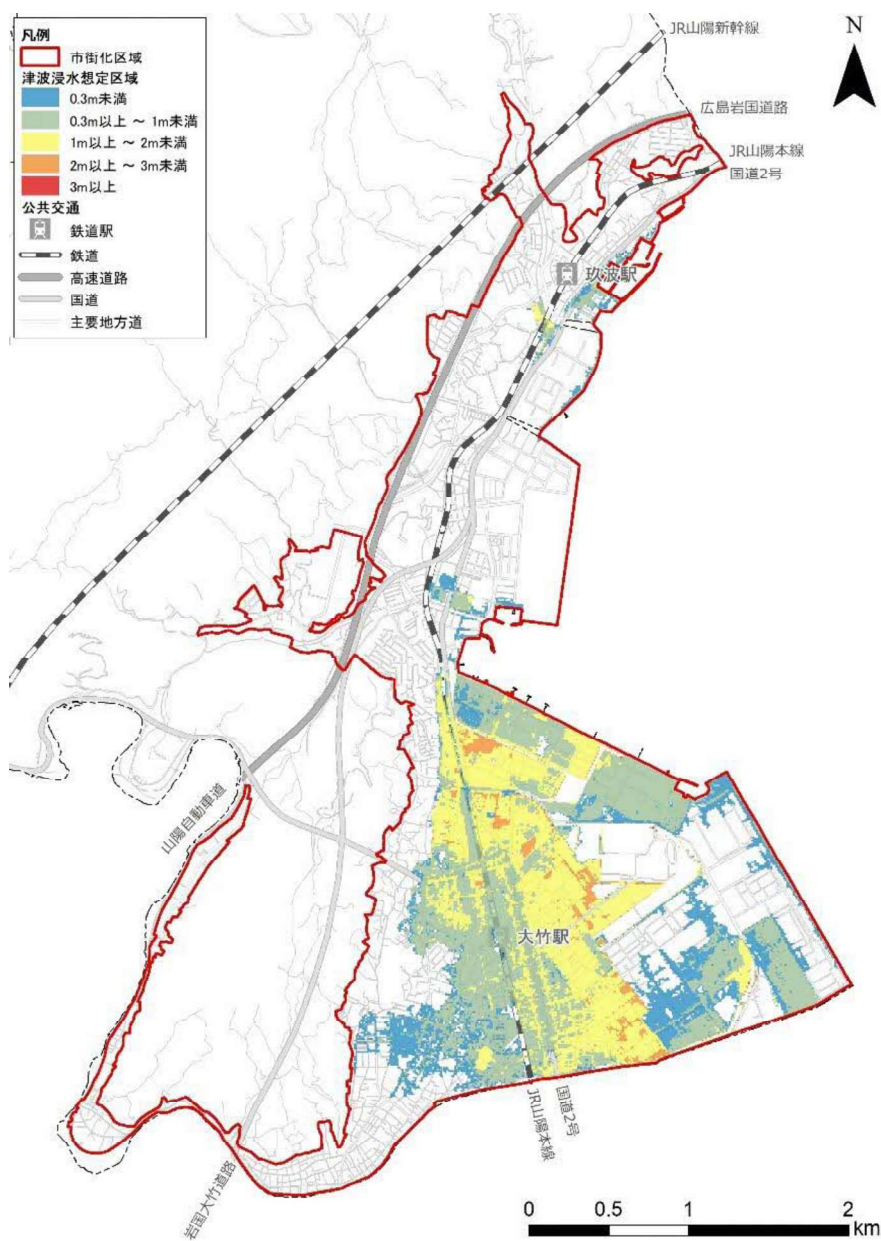 凡例
市街化区域
津波浸水想定区域
0.3m未満
0.3m以上 ~ 1m未満
1m以上 ~ 2m未満
2m以上 ~ 3m未満
3m以上
公共交通
鉄道駅
鉄道
高速道路
国道
主要地方道
JR山陽新幹線
N
広島岩国道路
JR山陽本線
国道2号
玖波駅
山陽自動車道
大竹駅
国道2号
JR山陽本線
岩国大竹道路
0 0.5 1 2
km